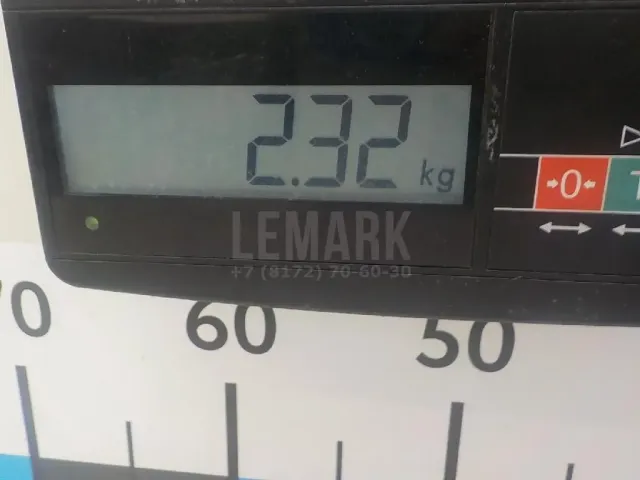 2.32 kg
→0← T
LEMARK
+7 (8172) 70-60-30
70 60 50